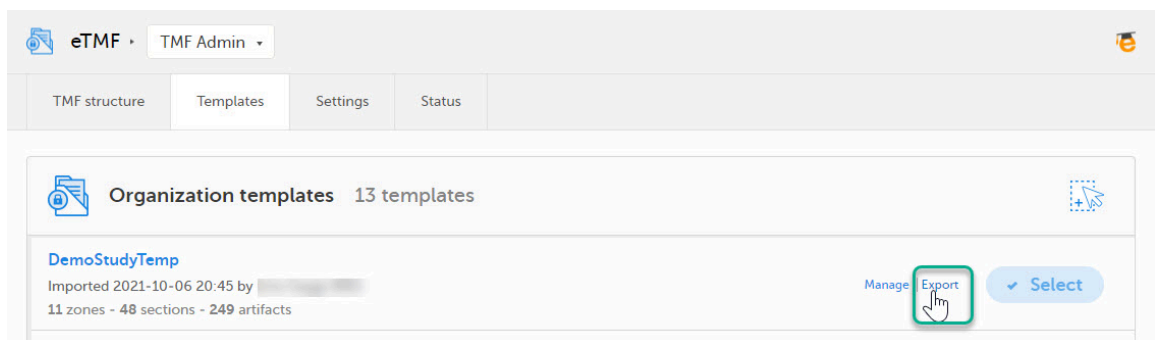 eTMF ▸ TMF Admin
TMF structure Templates Settings Status
Organization templates 13 templates
DemoStudyTemp
Imported 2021-10-06 20:45 by
Manage | Export Select
11 zones - 48 sections - 249 artifacts